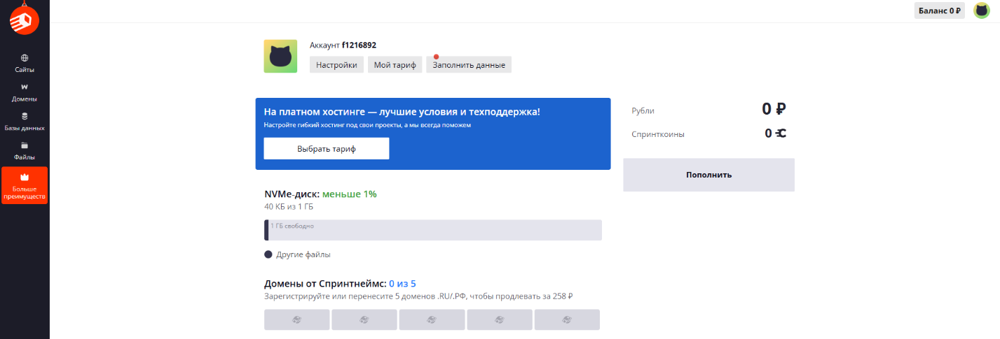 Баланс 0 ₽
Сайты
Домены
Базы данных
Файлы
Больше
преимуществ
Аккаунт f1216892
Настройки
Мой тариф
Заполнить данные
На платном хостинге — лучшие условия и техподдержка!
Настройте гибкий хостинг под свои проекты, а мы всегда поможем
Выбрать тариф
Рубли
0 ₽
Спринткоины
0 Є
Пополнить
NVMe-диск: меньше 1%
40 КБ из 1 ГБ
1 ГБ свободно
Другие файлы
Домены от Спринтнеймс: 0 из 5
Зарегистрируйте или перенесите 5 доменов .RU/.РФ, чтобы продлевать за 258 ₽